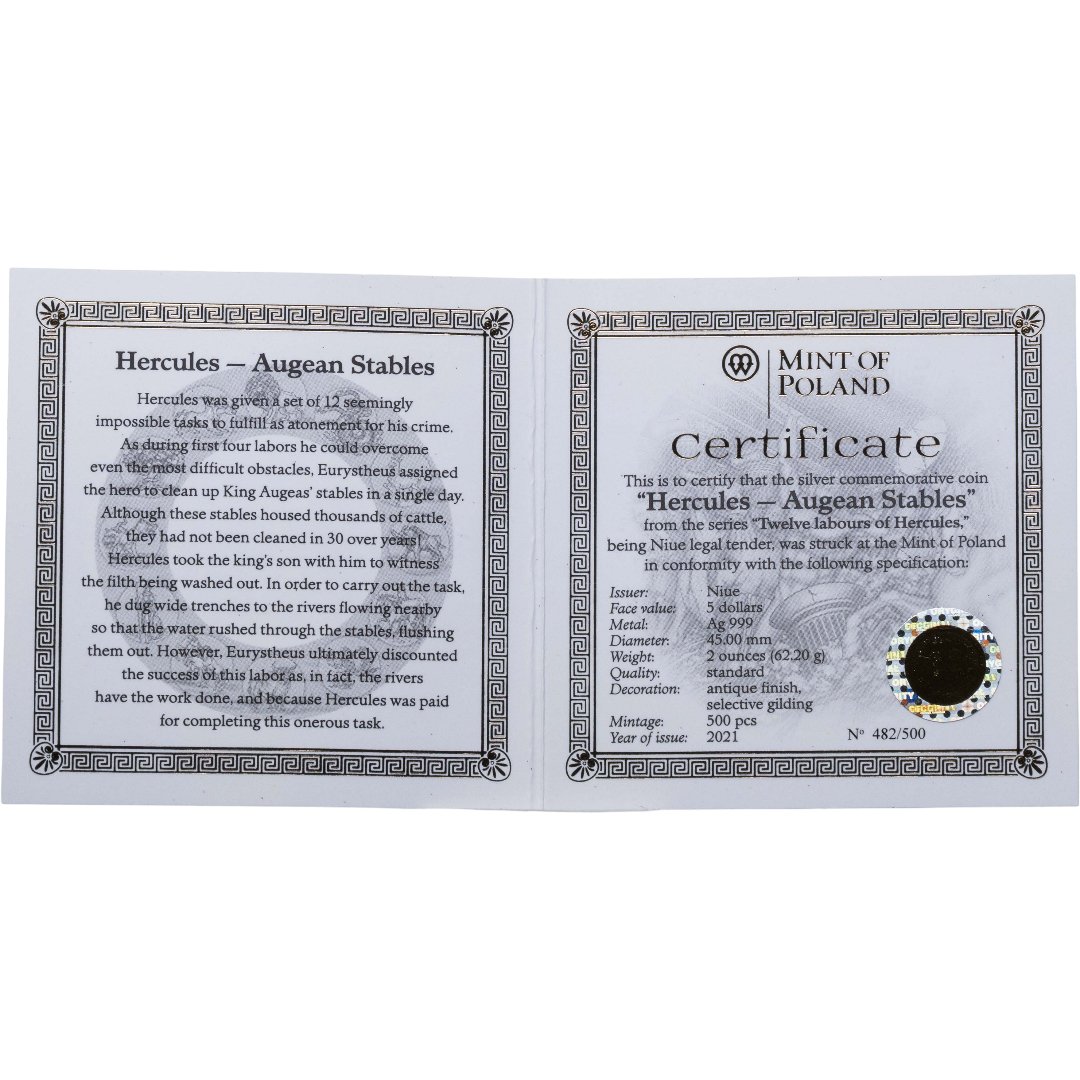 Hercules — Augean Stables
Hercules was given a set of 12 seemingly
impossible tasks to fulfill as atonement for his crime.
As during first four labors he could overcome
even the most difficult obstacles, Eurystheus assigned
the hero to clean up King Augeas' stables in a single day.
Although these stables housed thousands of cattle,
they had not been cleaned in 30 over years!
Hercules took the king's son with him to witness
the filth being washed out. In order to carry out the task,
he dug wide trenches to the rivers flowing nearby
so that the water rushed through the stables, flushing
them out. However, Eurystheus ultimately discounted
the success of this labor as, in fact, the rivers
have the work done, and because Hercules was paid
for completing this onerous task.
MINT OF
POLAND
Certificate
This is to certify that the silver commemorative coin
"Hercules — Augean Stables"
from the series "Twelve labours of Hercules,"
being Niue legal tender, was struck at the Mint of Poland
in conformity with the following specification:
Issuer: Niue
Face value: 5 dollars
Metal: Ag 999
Diameter: 45.00 mm
Weight: 2 ounces (62.20 g)
Quality: standard
Decoration: antique finish,
selective gilding
Mintage: 500 pcs
Year of issue: 2021
Nº 482/500